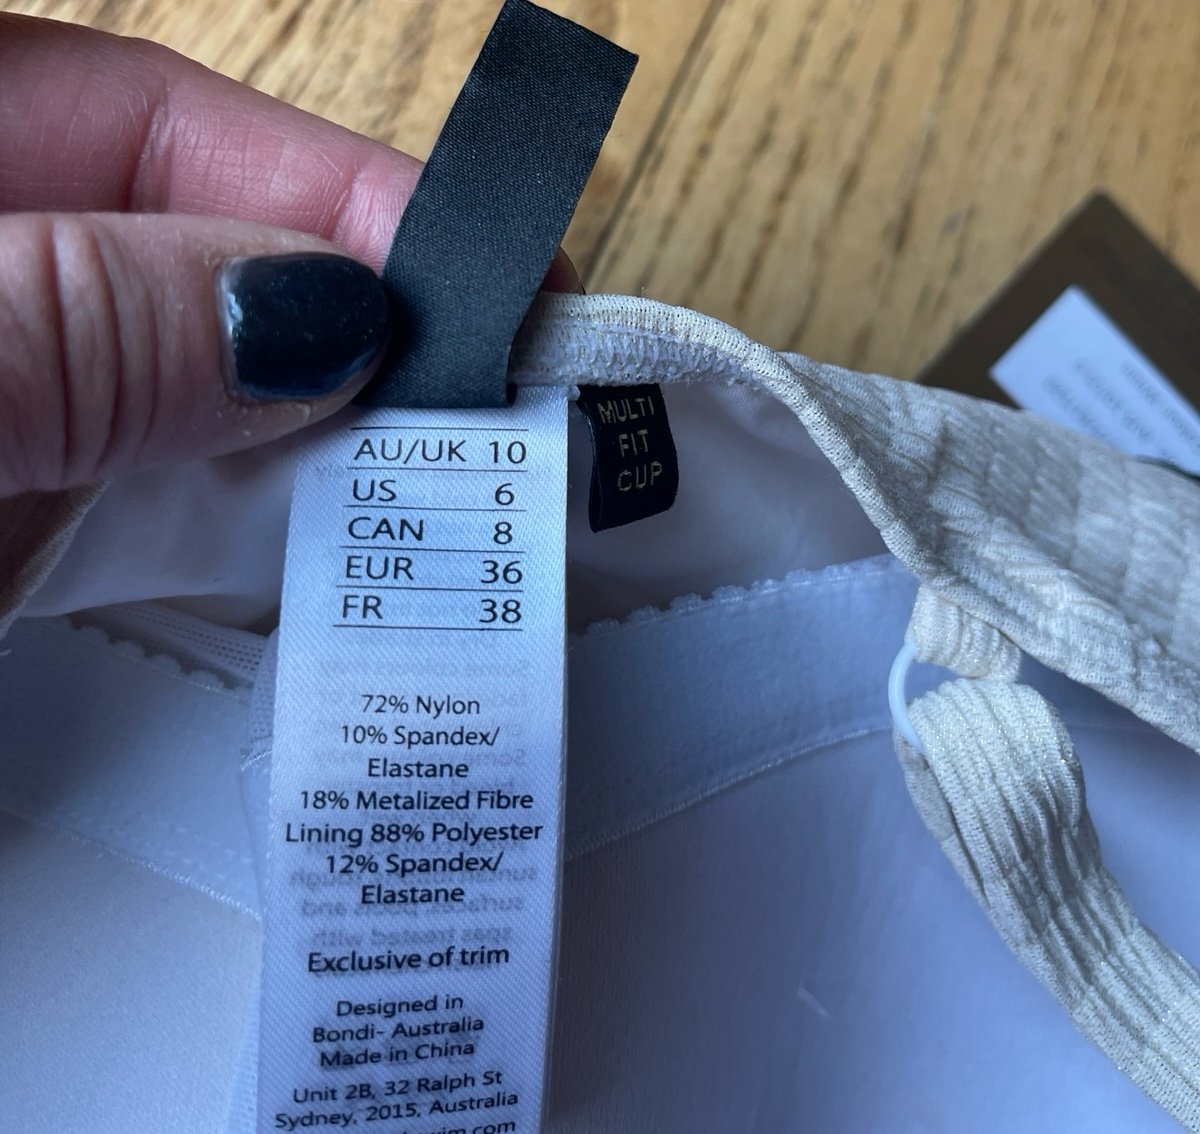 AU/UK 10
US 6
CAN 8
EUR 36
FR 38
72% Nylon
10% Spandex/
Elastane
18% Metalized Fibre
Lining 88% Polyester
12% Spandex/
Elastane
Exclusive of trim
Designed in
Bondi- Australia
Made in China
Unit 2B, 32 Ralph St
Sydney, 2015, Australia
MULTI
FIT
CUP